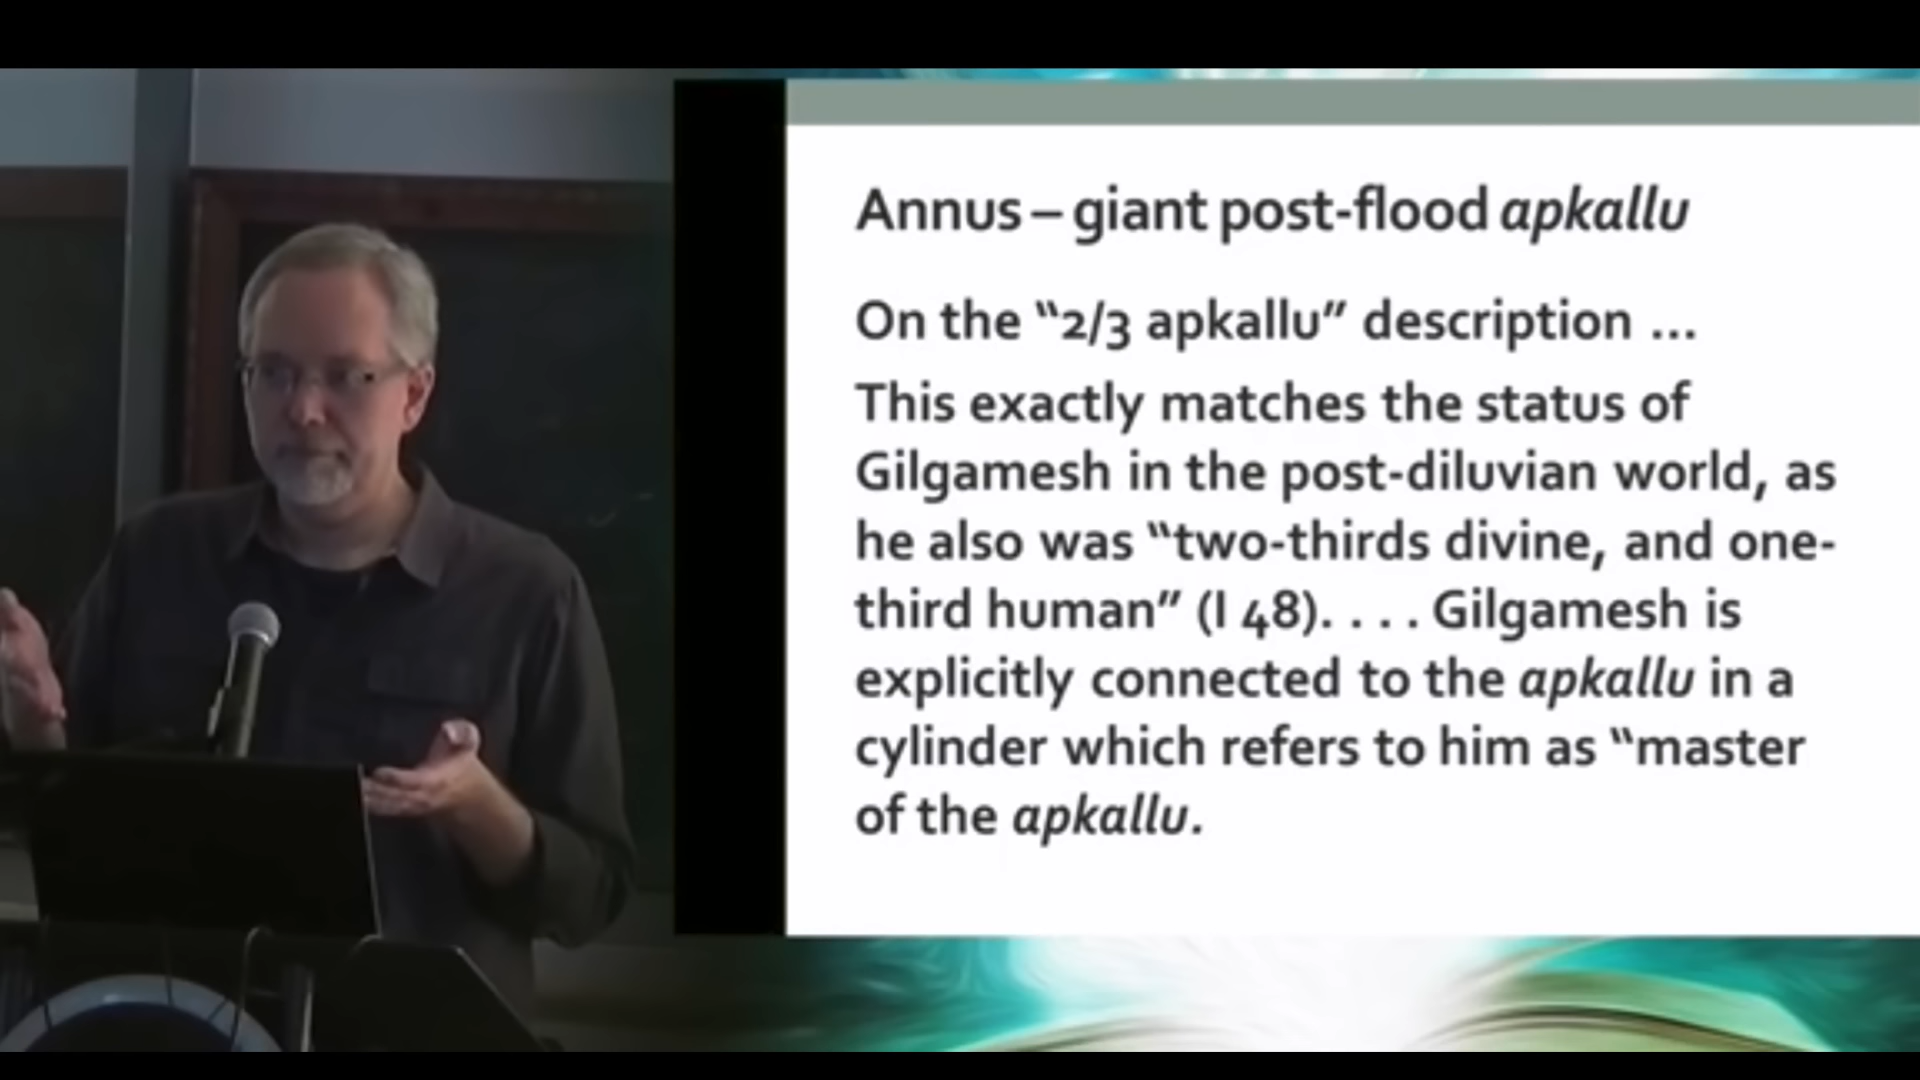 Annus – giant post-flood apkallu
On the “2/3 apkallu” description ...
This exactly matches the status of
Gilgamesh in the post-diluvian world, as
he also was “two-thirds divine, and one-
third human” (I 48). . . . Gilgamesh is
explicitly connected to the apkallu in a
cylinder which refers to him as “master
of the apkallu.